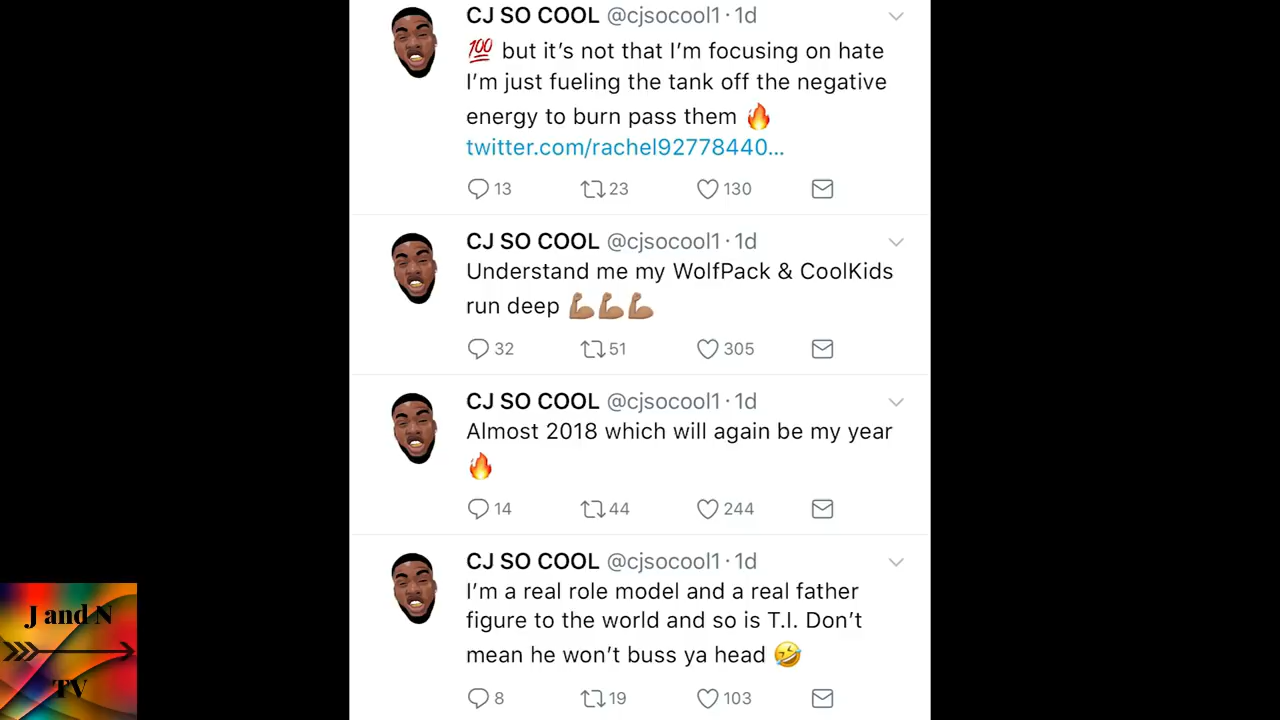 CJ SO COOL @cjsocool1 · 1d
💯 but it's not that I'm focusing on hate
I'm just fueling the tank off the negative
energy to burn pass them 🔥
twitter.com/rachel92778440...
13 23 130
CJ SO COOL @cjsocool1 · 1d
Understand me my WolfPack & CoolKids
run deep 💪🏽💪🏽💪🏽
32 51 305
CJ SO COOL @cjsocool1 · 1d
Almost 2018 which will again be my year
🔥
14 44 244
CJ SO COOL @cjsocool1 · 1d
I'm a real role model and a real father
figure to the world and so is T.I. Don't
mean he won't buss ya head 🤣
8 19 103
J and N
TV